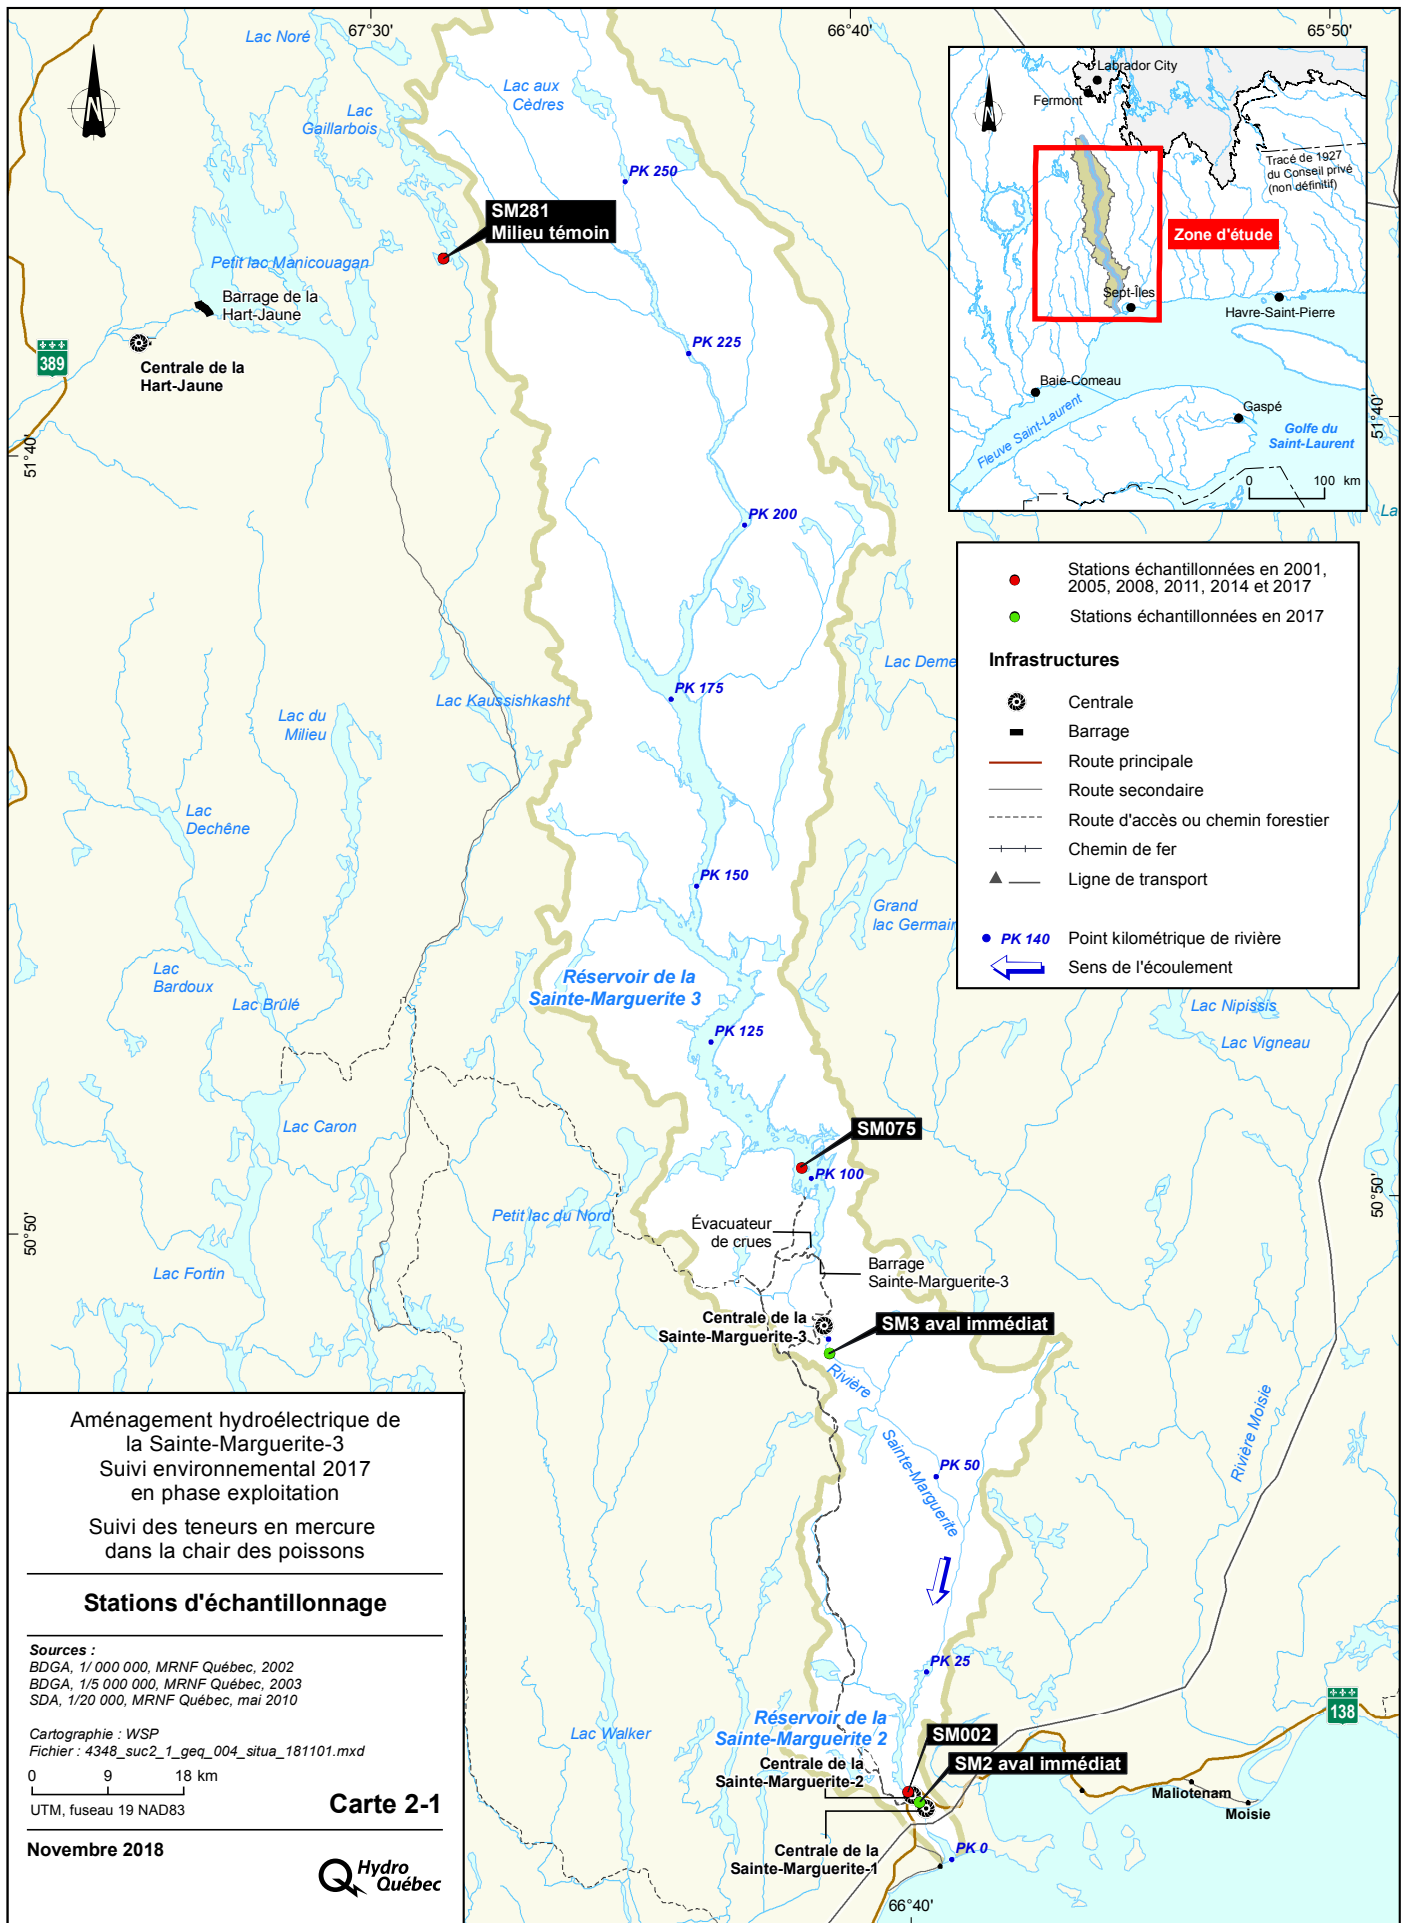 67°30'
66°40'
65°50'
Lac Noré
Lac aux
Cèdres
Lac
Gaillarbois
N
PK 250
SM281
Milieu témoin
Petit lac Manicouagan
Barrage de la
Hart-Jaune
389
Centrale de la
Hart-Jaune
PK 225
51°40'
51°40'
PK 200
N
Labrador City
Fermont
Tracé de 1927
du Conseil privé
(non définitif)
Zone d'étude
Sept-Îles
Havre-Saint-Pierre
Baie-Comeau
Gaspé
Fleuve Saint-Laurent
Golfe du
Saint-Laurent
0 100 km
La
Stations échantillonnées en 2001,
2005, 2008, 2011, 2014 et 2017
Stations échantillonnées en 2017
Infrastructures
Centrale
Barrage
Route principale
Route secondaire
Route d'accès ou chemin forestier
Chemin de fer
Ligne de transport
PK 140 Point kilométrique de rivière
Sens de l'écoulement
Lac Deme
PK 175
Lac Kaussishkasht
Lac du
Milieu
Lac
Dechêne
PK 150
Grand
lac Germain
Lac
Bardoux
Lac Brûlé
Réservoir de la
Sainte-Marguerite 3
Lac Nipissis
Lac Vigneau
PK 125
Lac Caron
SM075
PK 100
50°50'
50°50'
Petit lac du Nord
Évacuateur
de crues
Barrage
Sainte-Marguerite-3
Lac Fortin
Centrale de la
Sainte-Marguerite-3
SM3 aval immédiat
Rivière
Sainte-Marguerite
Rivière Moisie
PK 50
PK 25
Lac Walker
Réservoir de la
Sainte-Marguerite 2
SM002
Centrale de la
Sainte-Marguerite-2
SM2 aval immédiat
138
Maliotenam
Moisie
Centrale de la
Sainte-Marguerite-1
PK 0
66°40'
Aménagement hydroélectrique de
la Sainte-Marguerite-3
Suivi environnemental 2017
en phase exploitation
Suivi des teneurs en mercure
dans la chair des poissons
Stations d'échantillonnage
Sources :
BDGA, 1/ 000 000, MRNF Québec, 2002
BDGA, 1/5 000 000, MRNF Québec, 2003
SDA, 1/20 000, MRNF Québec, mai 2010
Cartographie : WSP
Fichier : 4348_suc2_1_geq_004_situa_181101.mxd
0 9 18 km
UTM, fuseau 19 NAD83
Carte 2-1
Novembre 2018
Hydro
Québec